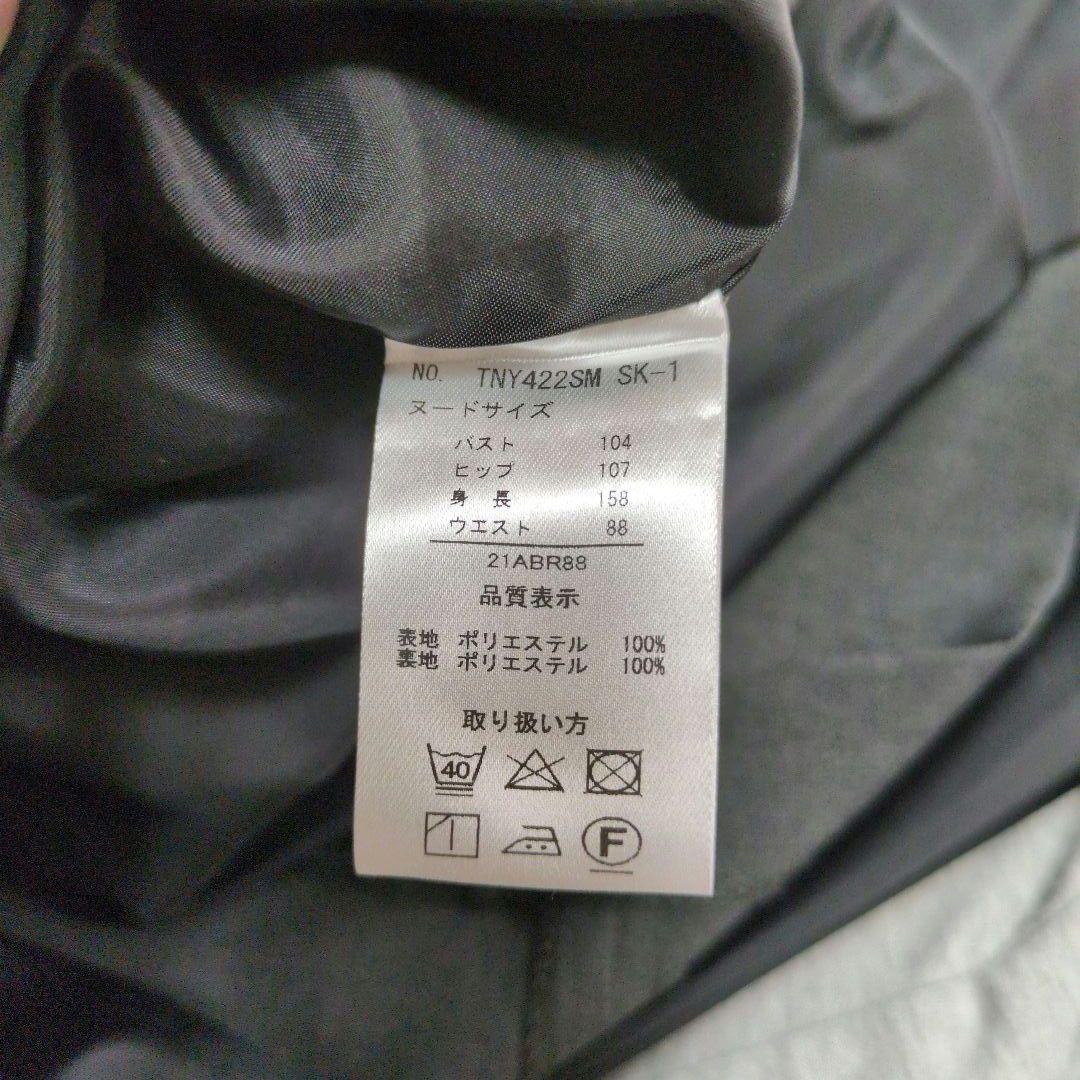 NO. TNY422SM SK-1
ヌードサイズ
バスト 104
ヒップ 107
身長 158
ウエスト 88
21ABR88
品質表示
表地 ポリエステル 100%
裏地 ポリエステル 100%
取り扱い方
40
F